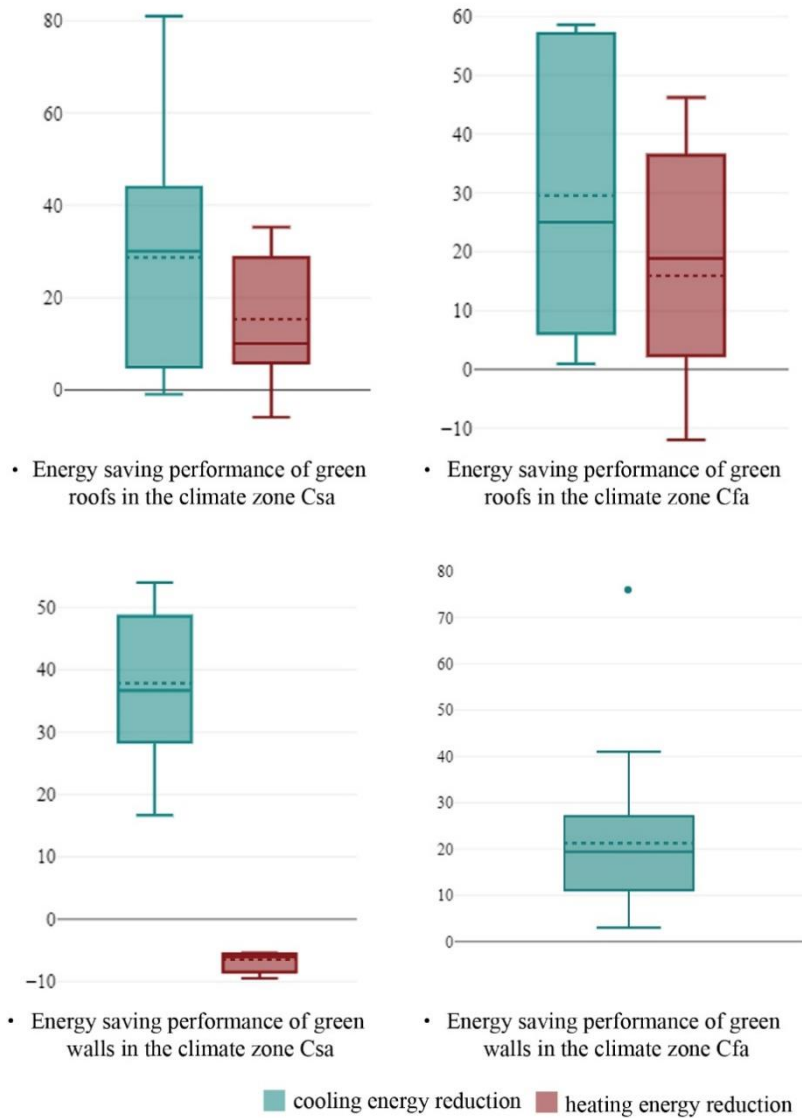 80
60
40
20
0
• Energy saving performance of green
roofs in the climate zone Csa
60
50
40
30
20
10
0
−10
• Energy saving performance of green
roofs in the climate zone Cfa
50
40
30
20
10
0
−10
• Energy saving performance of green
walls in the climate zone Csa
80
70
60
50
40
30
20
10
0
• Energy saving performance of green
walls in the climate zone Cfa
cooling energy reduction
heating energy reduction